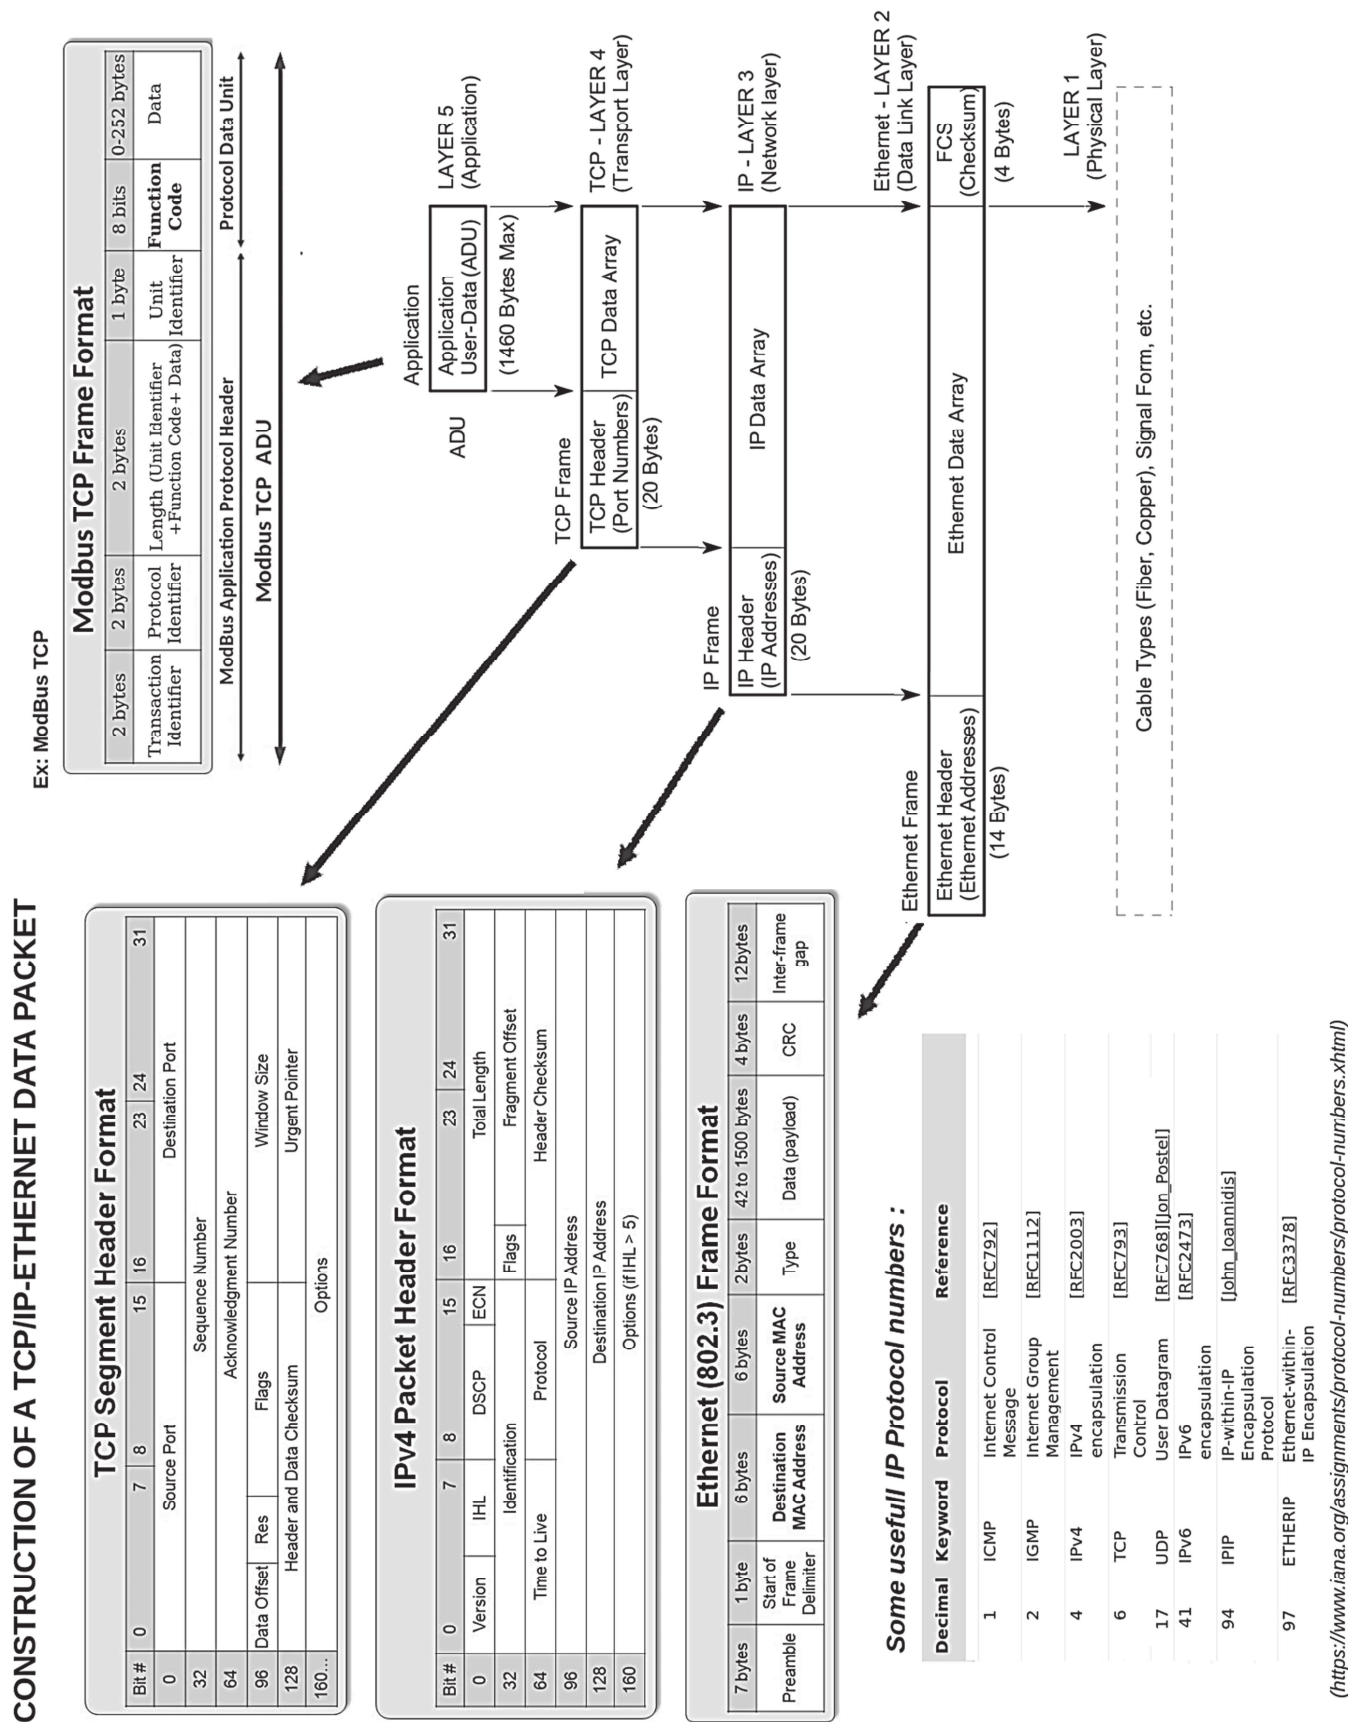 CONSTRUCTION OF A TCP/IP-ETHERNET DATA PACKET
TCP Segment Header Format
Bit # 0 7 8 15 16 23 24 31
0 Source Port Destination Port
32 Sequence Number
64 Acknowledgment Number
96 Data Offset Res Flags Window Size
128 Header and Data Checksum Urgent Pointer
160... Options
IPv4 Packet Header Format
Bit # 0 7 8 15 16 23 24 31
0 Version IHL DSCP ECN Total Length
32 Identification Flags Fragment Offset
64 Time to Live Protocol Header Checksum
96 Source IP Address
128 Destination IP Address
160 Options (if IHL > 5)
Ethernet (802.3) Frame Format
7 bytes 1 byte 6 bytes 6 bytes 2bytes 42 to 1500 bytes 4 bytes 12bytes
Preamble Start of Frame Delimiter Destination MAC Address Source MAC Address Type Data (payload) CRC Inter-frame gap
Some usefull IP Protocol numbers :
Decimal Keyword Protocol Reference
1 ICMP Internet Control Message [RFC792]
2 IGMP Internet Group Management [RFC1112]
4 IPv4 IPv4 encapsulation [RFC2003]
6 TCP Transmission Control [RFC793]
17 UDP User Datagram [RFC768][Jon_Postel]
41 IPv6 IPv6 encapsulation [RFC2473]
94 IPIP IP-within-IP Encapsulation Protocol [John_Ioannidis]
97 ETHERIP Ethernet-within-IP Encapsulation [RFC3378]
(https://www.iana.org/assignments/protocol-numbers/protocol-numbers.xhtml)
Ex: ModBus TCP
Modbus TCP Frame Format
2 bytes 2 bytes 2 bytes 1 byte 8 bits 0-252 bytes
Transaction Identifier Protocol Identifier Length (Unit Identifier +Function Code+ Data) Unit Identifier Function Code Data
ModBus Application Protocol Header Protocol Data Unit
Modbus TCP ADU
Application
ADU
Application
User-Data (ADU)
(1460 Bytes Max)
LAYER 5
(Application)
TCP Frame
TCP Header
(Port Numbers)
(20 Bytes)
TCP Data Array
TCP - LAYER 4
(Transport Layer)
IP Frame
IP Header
(IP Addresses)
(20 Bytes)
IP Data Array
IP - LAYER 3
(Network layer)
Ethernet Frame
Ethernet Header
(Ethernet Addresses)
(14 Bytes)
Ethernet Data Array
FCS
(Checksum)
(4 Bytes)
Ethernet - LAYER 2
(Data Link Layer)
LAYER 1
(Physical Layer)
Cable Types (Fiber, Copper), Signal Form, etc.